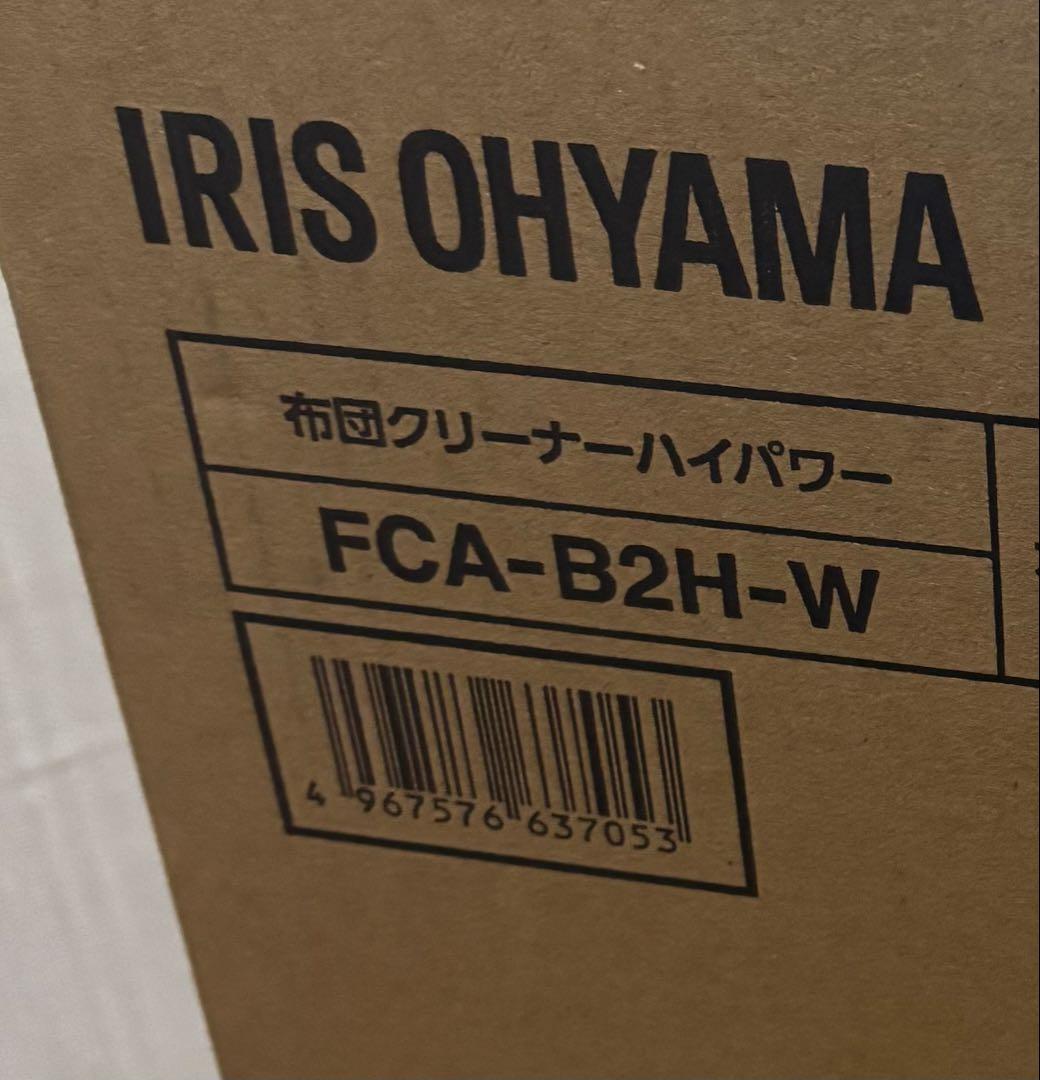 IRIS OHYAMA
布団クリーナーハイパワー
FCA-B2H-W
4 967576 637053